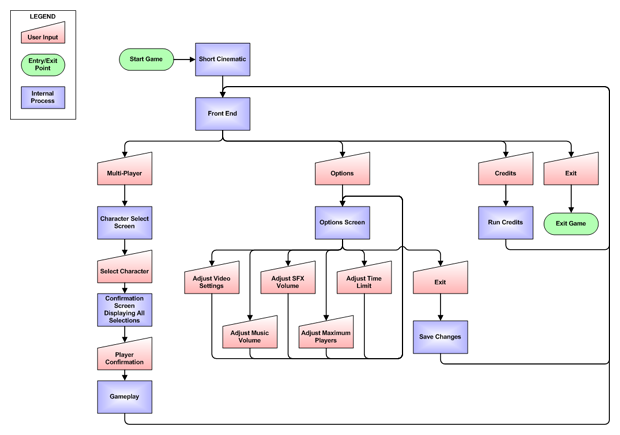 LEGEND
User Input
Entry/Exit
Point
Internal
Process
Start Game
Short Cinematic
Front End
Multi-Player
Options
Credits
Exit
Character Select
Screen
Options Screen
Run Credits
Exit Game
Select Character
Adjust Video
Settings
Adjust SFX
Volume
Adjust Time
Limit
Exit
Confirmation
Screen
Displaying All
Selections
Adjust Music
Volume
Adjust Maximum
Players
Save Changes
Player
Confirmation
Gameplay